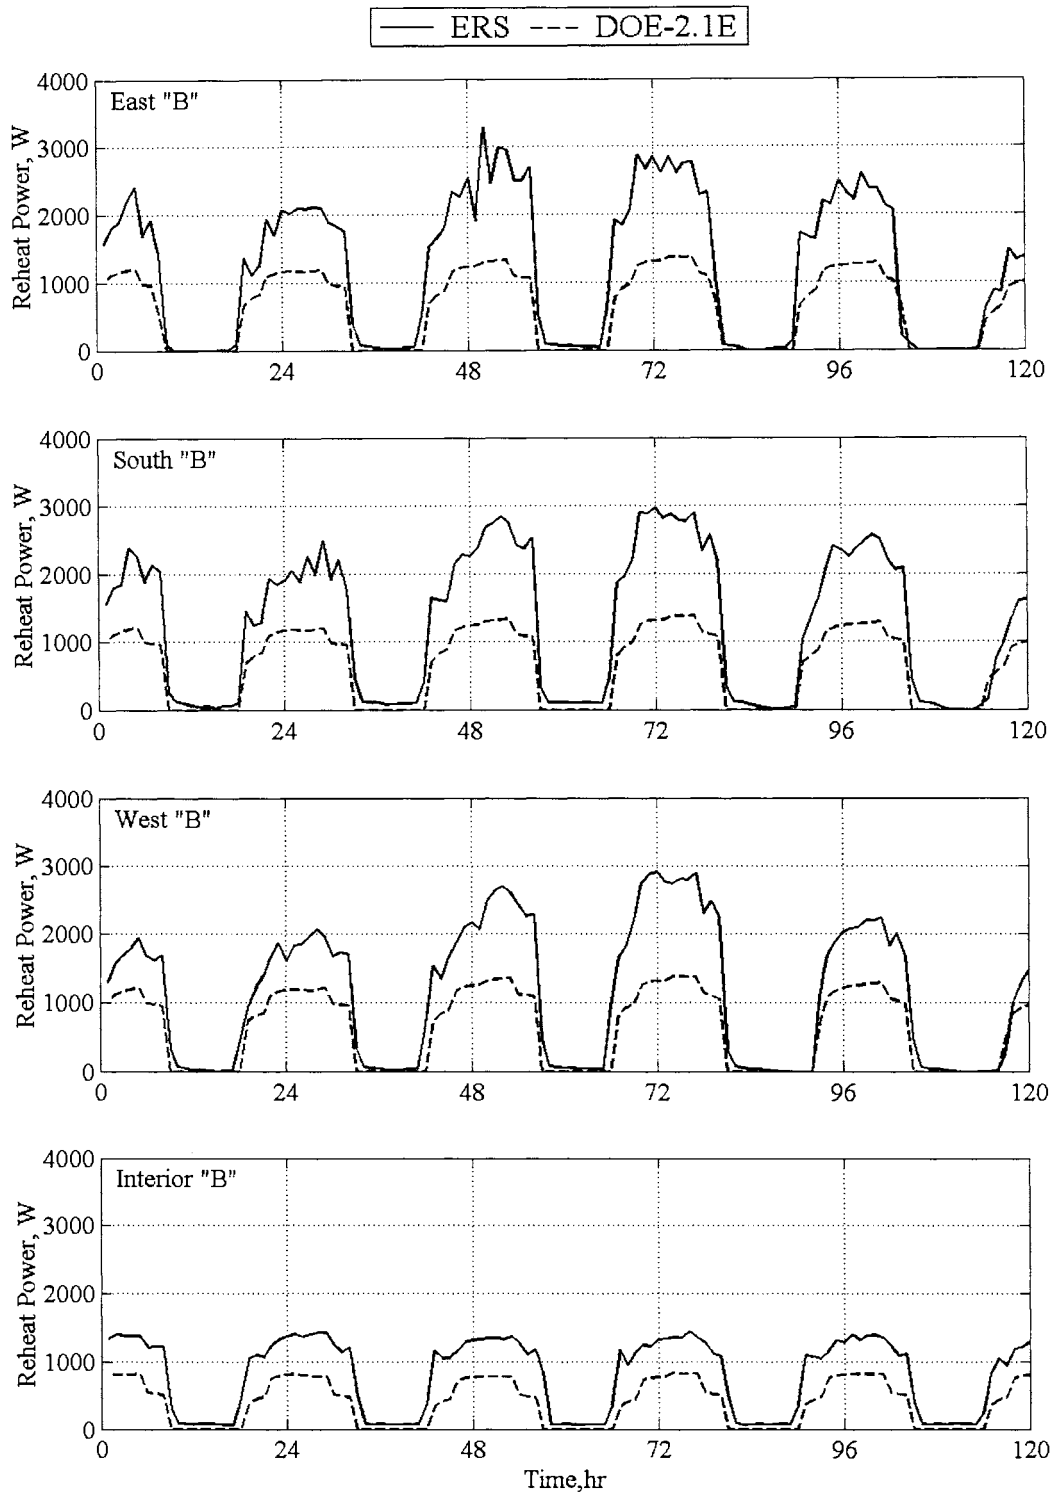 ERS DOE-2.1E
East "B"
Reheat Power, W
4000
3000
2000
1000
0
0 24 48 72 96 120
South "B"
Reheat Power, W
4000
3000
2000
1000
0
0 24 48 72 96 120
West "B"
Reheat Power, W
4000
3000
2000
1000
0
0 24 48 72 96 120
Interior "B"
Reheat Power, W
4000
3000
2000
1000
0
0 24 48 72 96 120
Time,hr